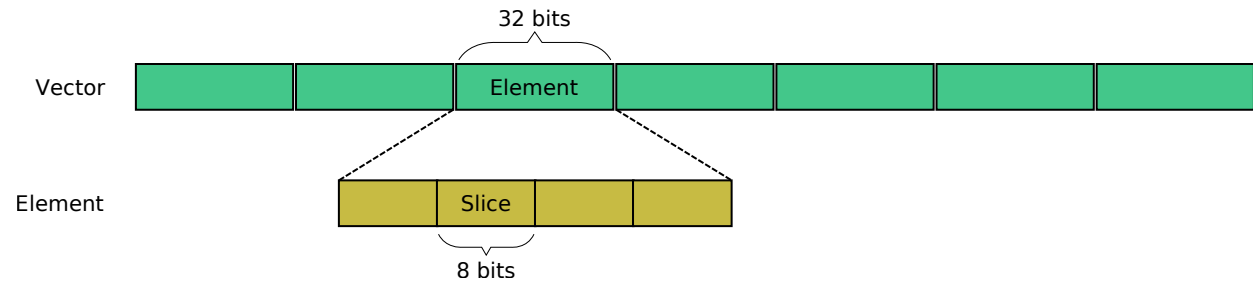 32 bits
Vector
Element
Element
Slice
8 bits